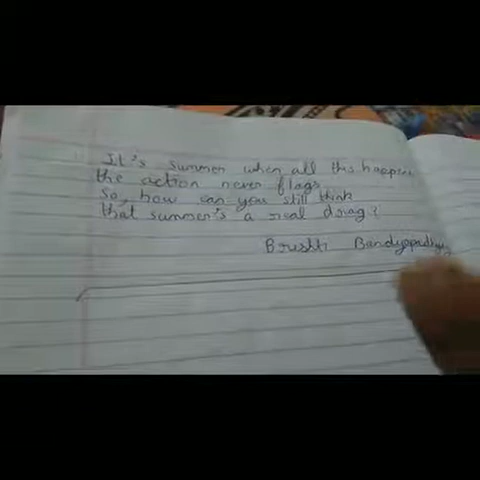 It's summer when all this happens
the action never flags
So, how can you still think
that summer's a real drag?
Brushti Bandyopadhyay